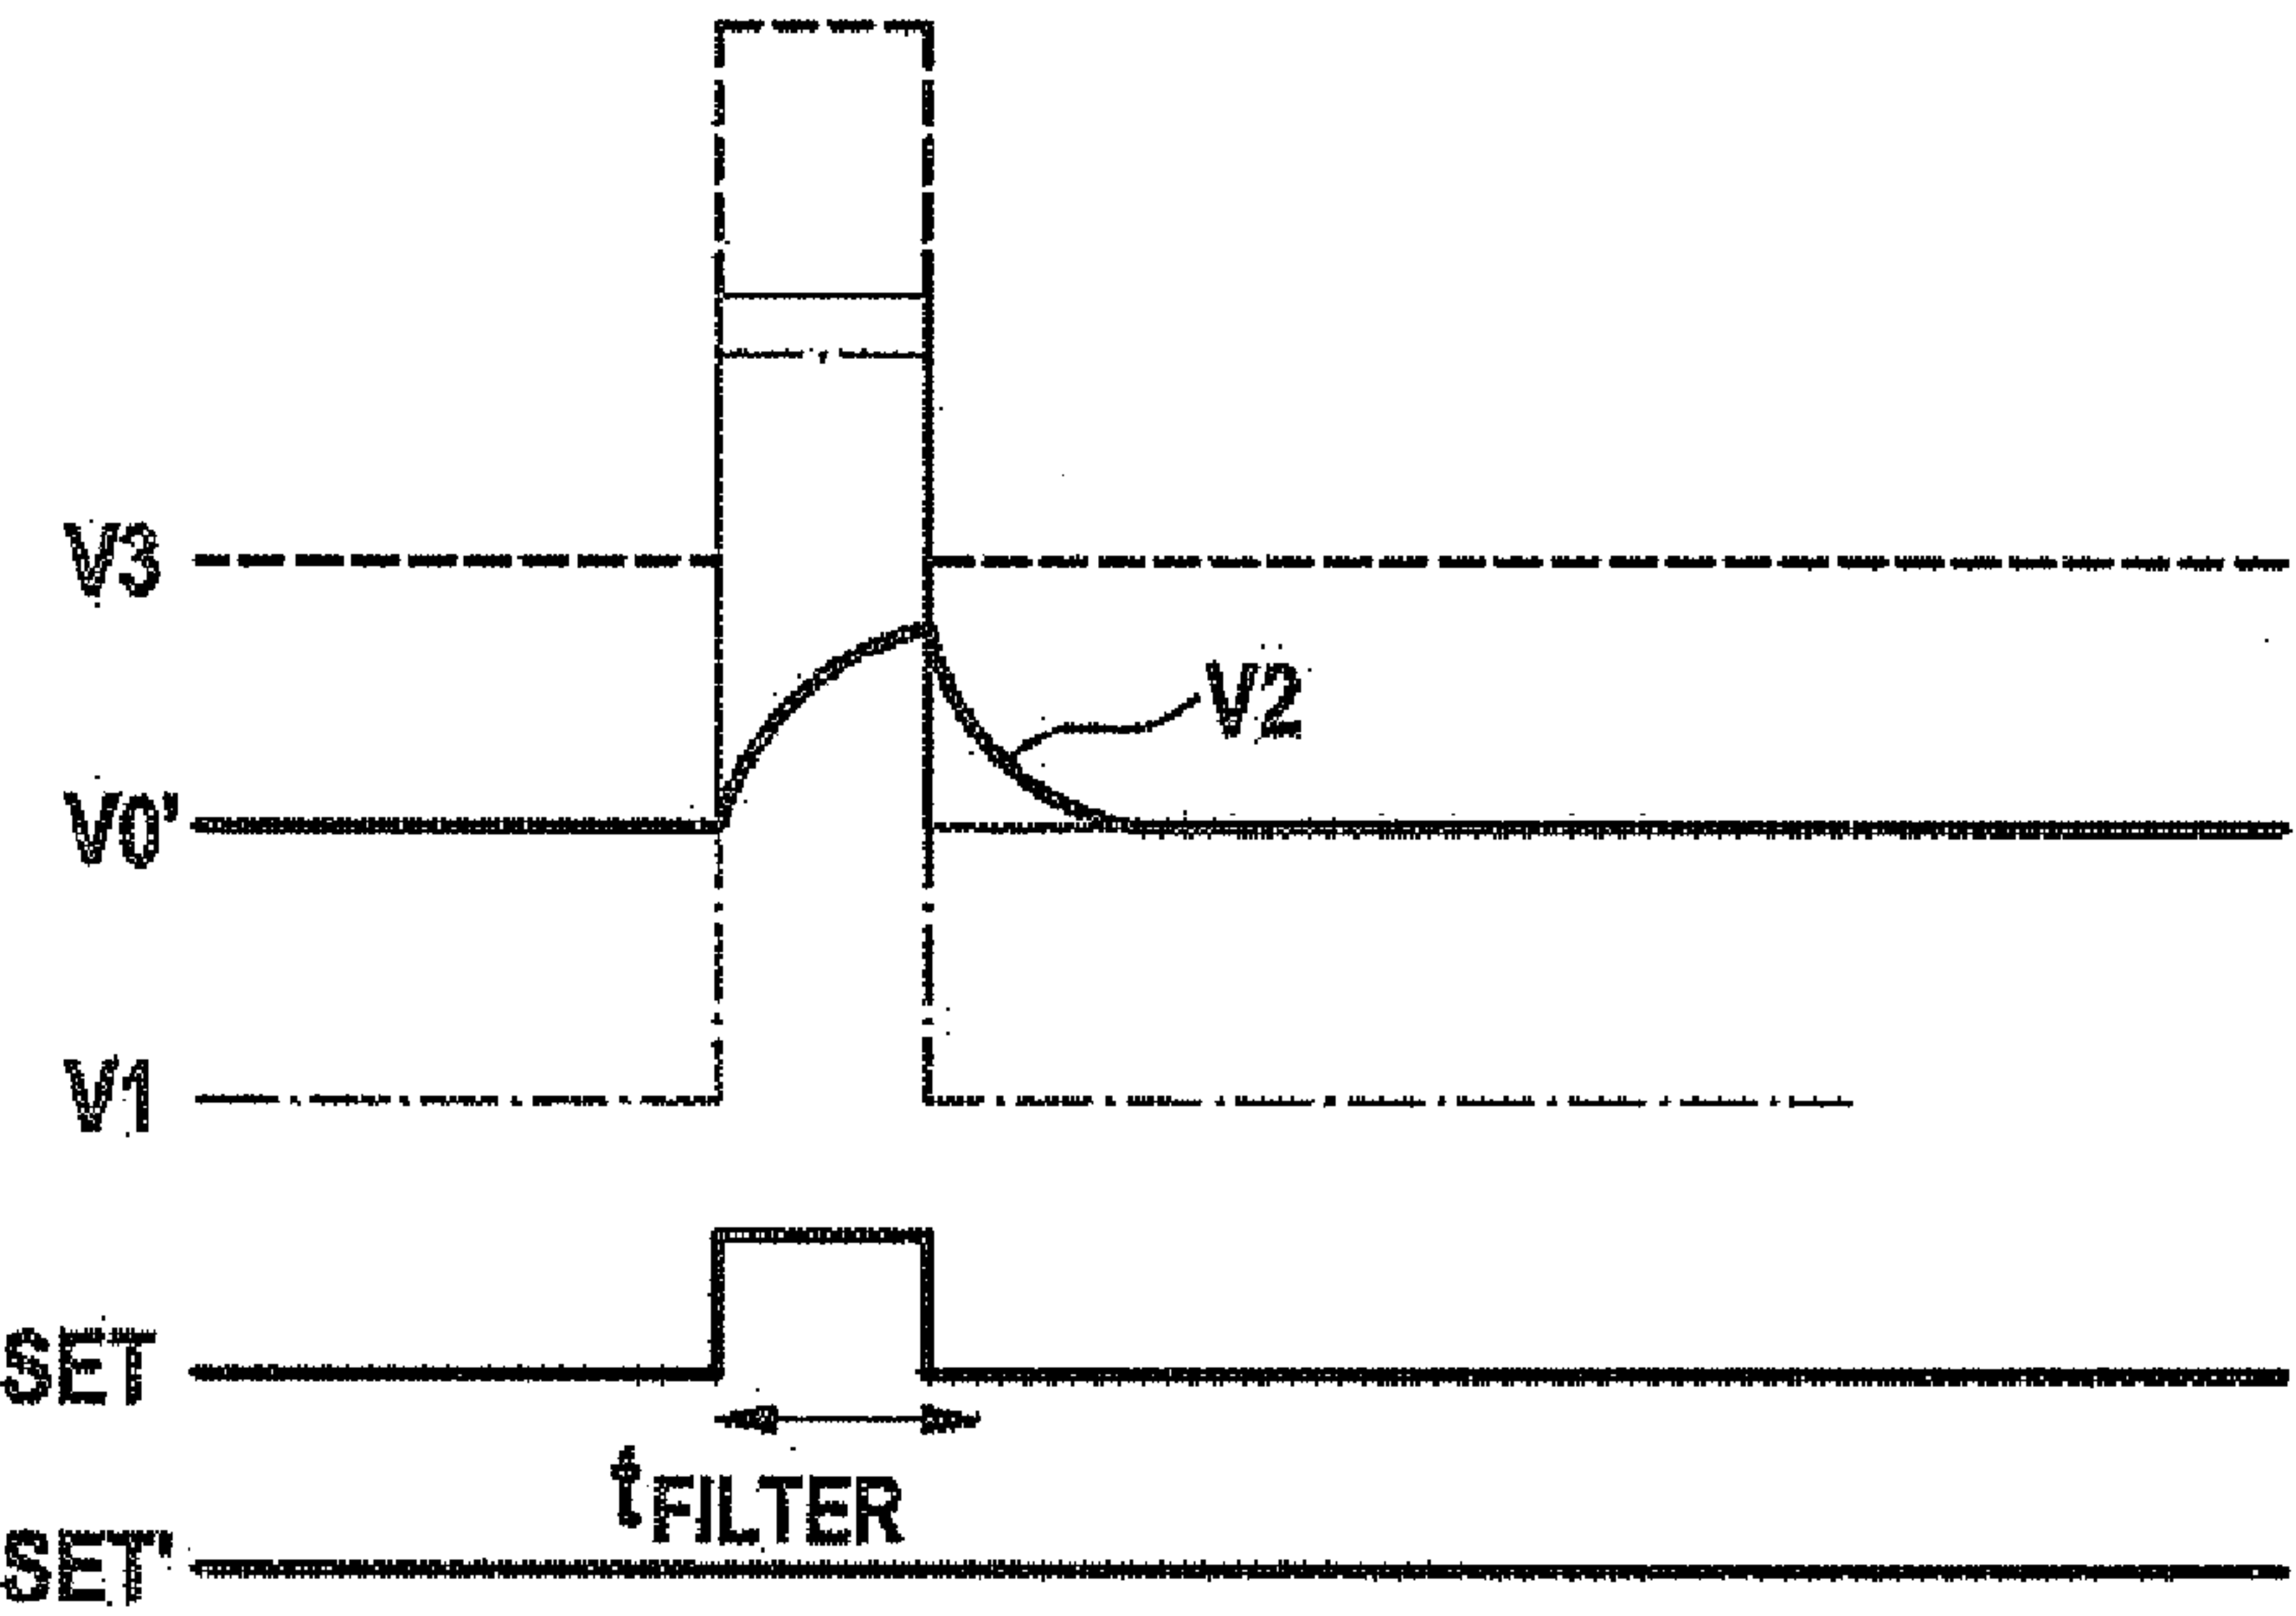 V3
V2
V0'
V1
SET
tFILTER
SET'